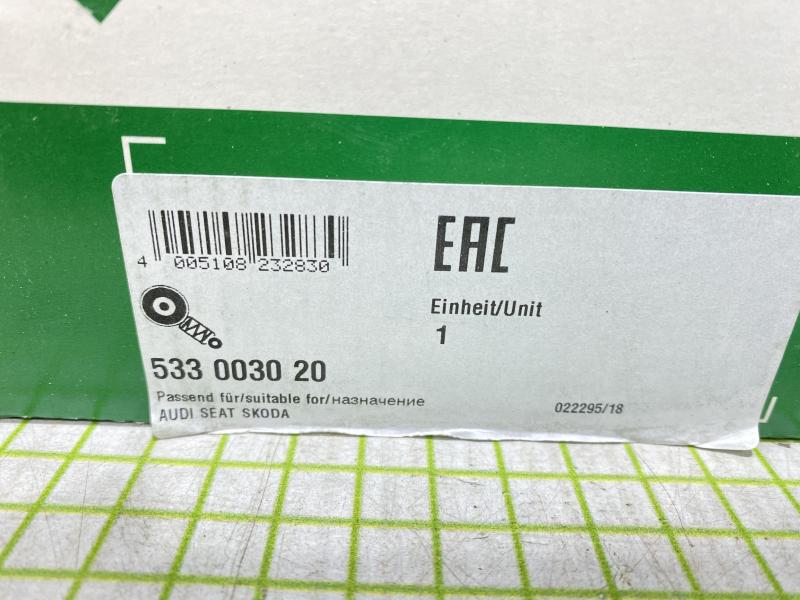 EAC
4 005108 232830
Einheit/Unit
1
533 0030 20
Passend für/suitable for/назначение
AUDI SEAT SKODA
022295/18